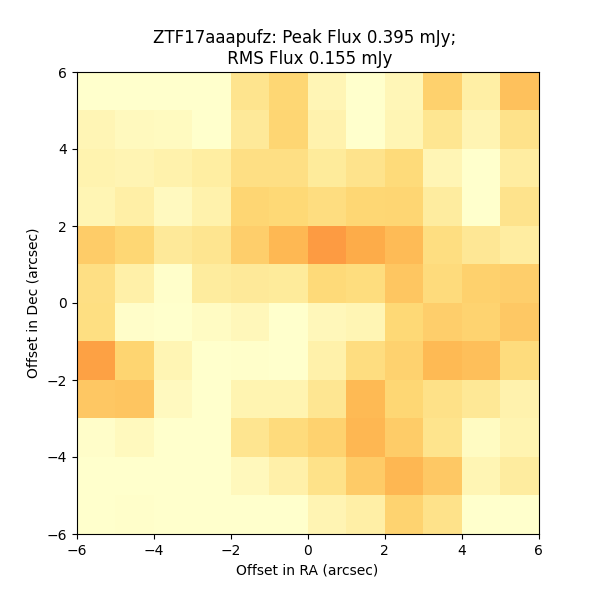 ZTF17aaapufz: Peak Flux 0.395 mJy;
RMS Flux 0.155 mJy
6
4
2
0
−2
−4
−6
Offset in Dec (arcsec)
−6 −4 −2 0 2 4 6
Offset in RA (arcsec)